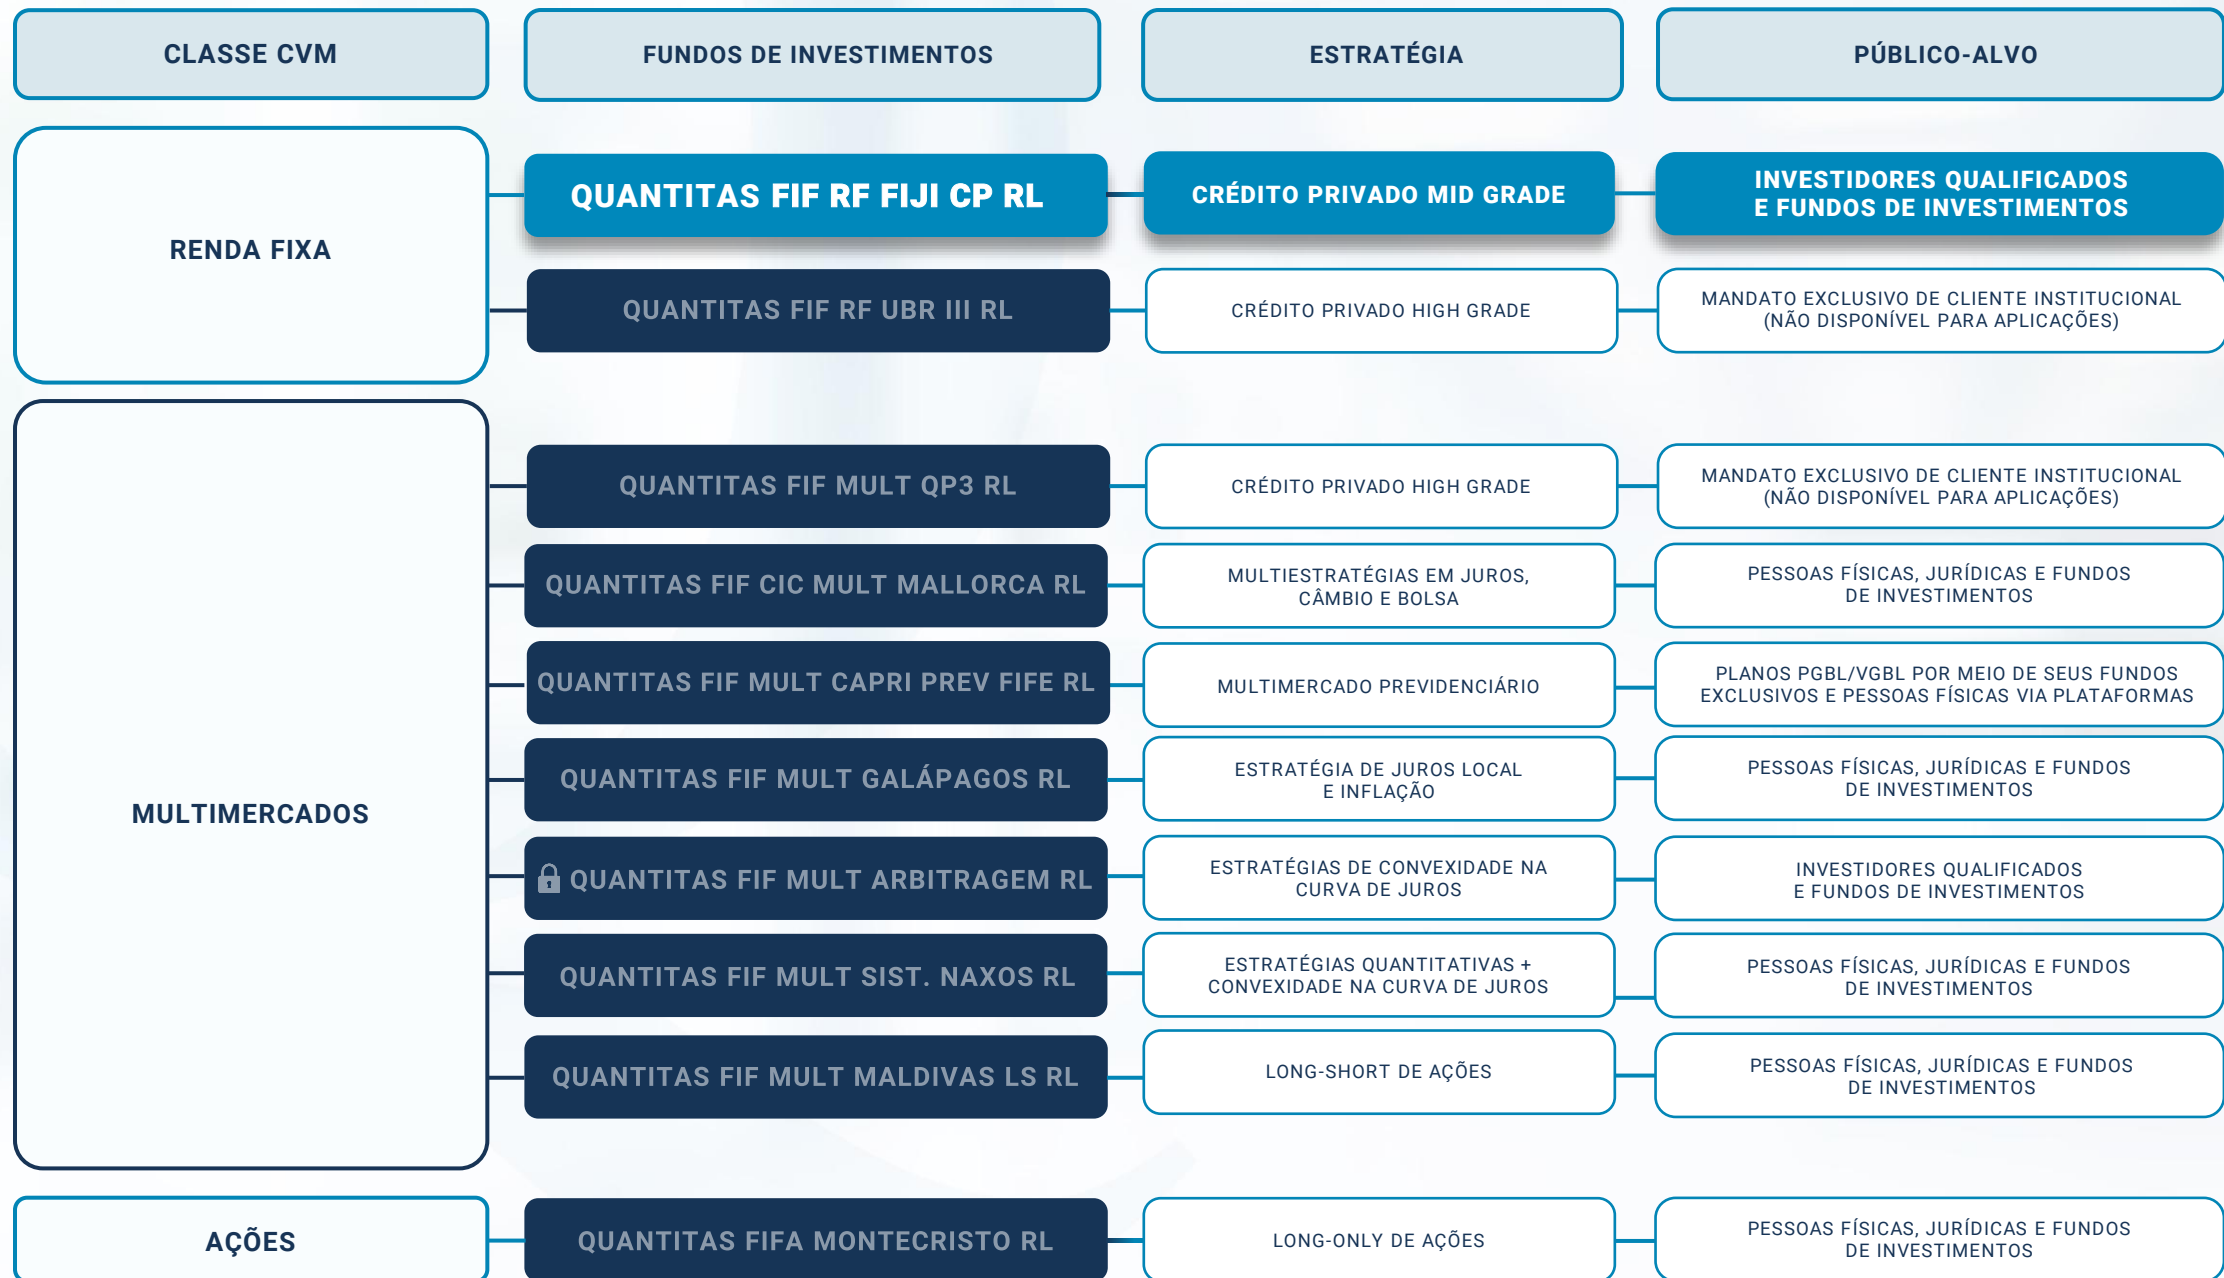 CLASSE CVM
FUNDOS DE INVESTIMENTOS
ESTRATÉGIA
PÚBLICO-ALVO
RENDA FIXA
QUANTITAS FIF RF FIJI CP RL
CRÉDITO PRIVADO MID GRADE
INVESTIDORES QUALIFICADOS
E FUNDOS DE INVESTIMENTOS
QUANTITAS FIF RF UBR III RL
CRÉDITO PRIVADO HIGH GRADE
MANDATO EXCLUSIVO DE CLIENTE INSTITUCIONAL
(NÃO DISPONÍVEL PARA APLICAÇÕES)
MULTIMERCADOS
QUANTITAS FIF MULT QP3 RL
CRÉDITO PRIVADO HIGH GRADE
MANDATO EXCLUSIVO DE CLIENTE INSTITUCIONAL
(NÃO DISPONÍVEL PARA APLICAÇÕES)
QUANTITAS FIF CIC MULT MALLORCA RL
MULTIESTRATÉGIAS EM JUROS,
CÂMBIO E BOLSA
PESSOAS FÍSICAS, JURÍDICAS E FUNDOS
DE INVESTIMENTOS
QUANTITAS FIF MULT CAPRI PREV FIFE RL
MULTIMERCADO PREVIDENCIÁRIO
PLANOS PGBL/VGBL POR MEIO DE SEUS FUNDOS
EXCLUSIVOS E PESSOAS FÍSICAS VIA PLATAFORMAS
QUANTITAS FIF MULT GALÁPAGOS RL
ESTRATÉGIA DE JUROS LOCAL
E INFLAÇÃO
PESSOAS FÍSICAS, JURÍDICAS E FUNDOS
DE INVESTIMENTOS
QUANTITAS FIF MULT ARBITRAGEM RL
ESTRATÉGIAS DE CONVEXIDADE NA
CURVA DE JUROS
INVESTIDORES QUALIFICADOS
E FUNDOS DE INVESTIMENTOS
QUANTITAS FIF MULT SIST. NAXOS RL
ESTRATÉGIAS QUANTITATIVAS +
CONVEXIDADE NA CURVA DE JUROS
PESSOAS FÍSICAS, JURÍDICAS E FUNDOS
DE INVESTIMENTOS
QUANTITAS FIF MULT MALDIVAS LS RL
LONG-SHORT DE AÇÕES
PESSOAS FÍSICAS, JURÍDICAS E FUNDOS
DE INVESTIMENTOS
AÇÕES
QUANTITAS FIFA MONTECRISTO RL
LONG-ONLY DE AÇÕES
PESSOAS FÍSICAS, JURÍDICAS E FUNDOS
DE INVESTIMENTOS